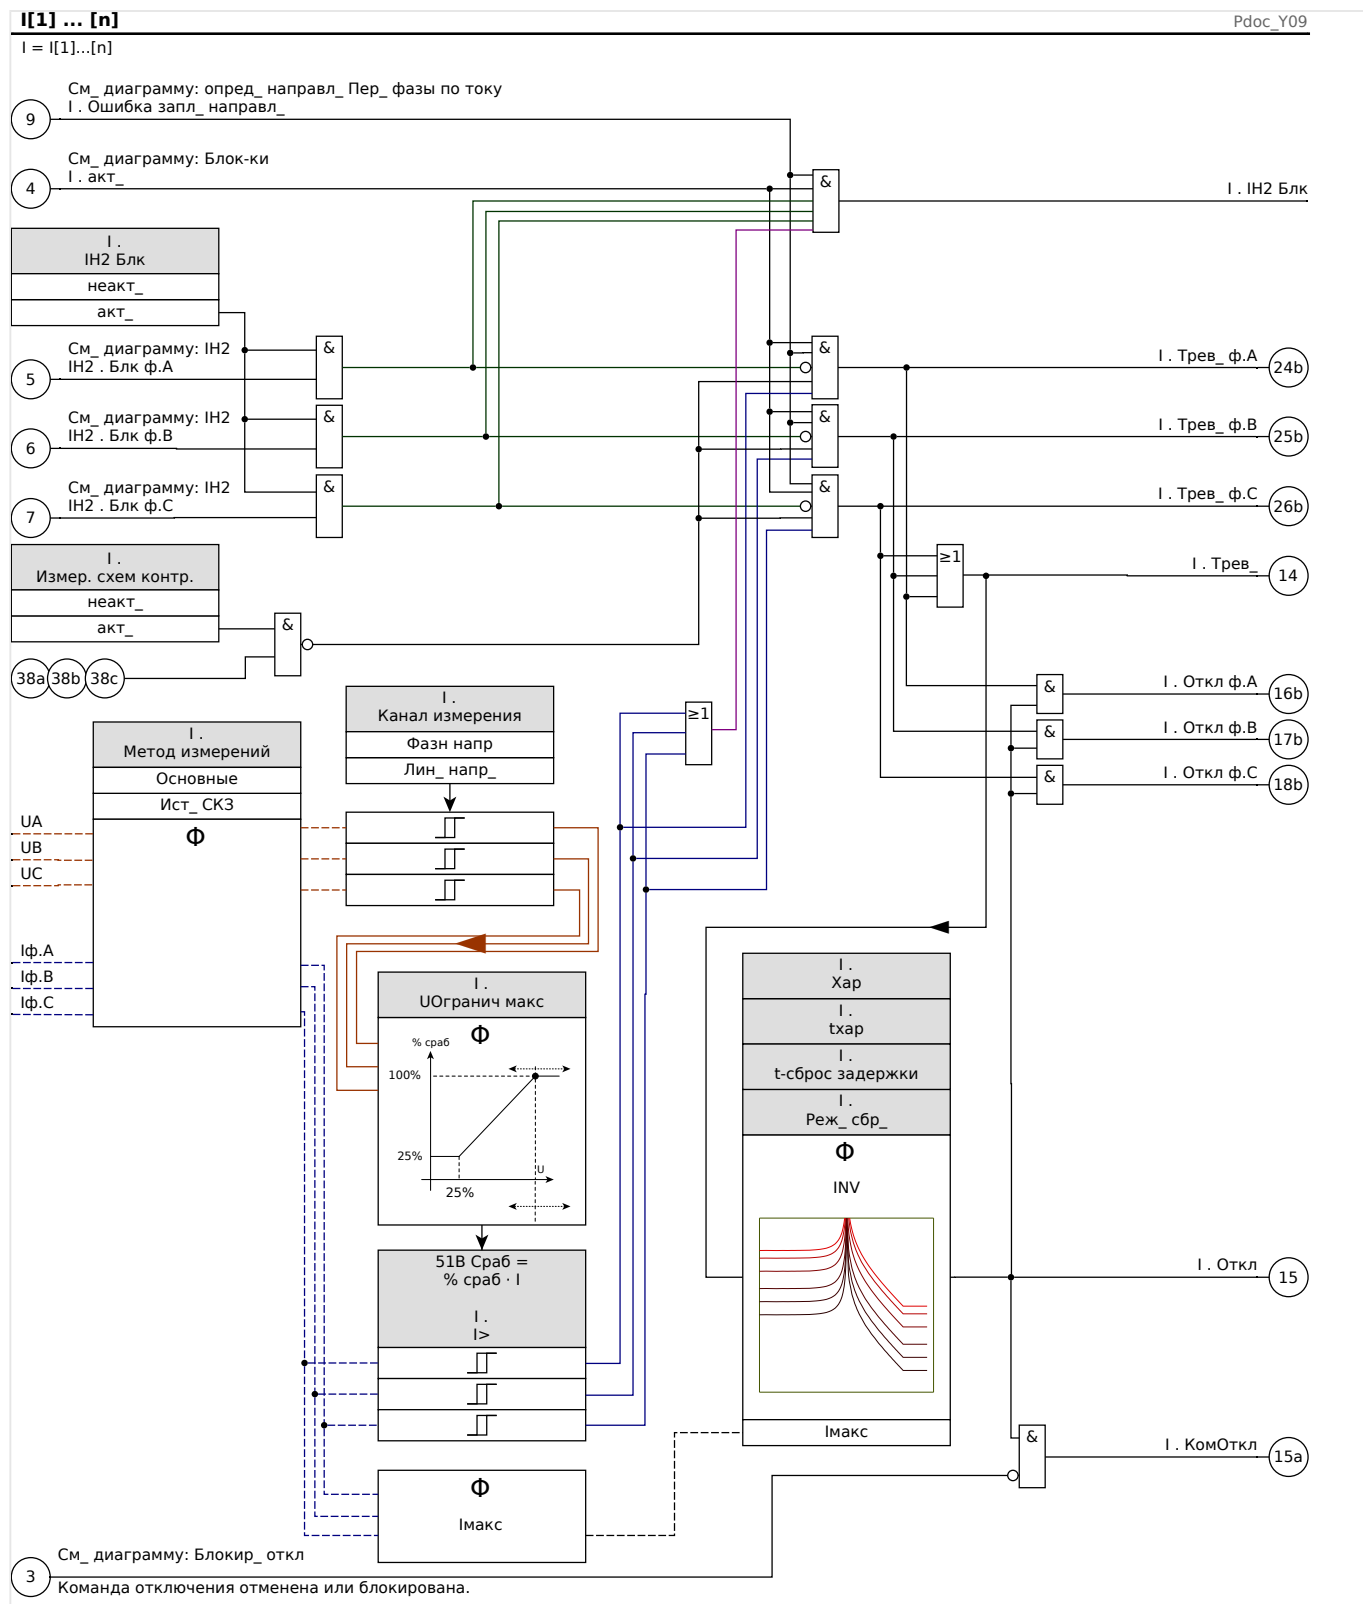 I[1] ... [n]
Pdoc_Y09
I = I[1]...[n]
См_ диаграмму: опред_ направл_ Пер_ фазы по току
I . Ошибка запл_ направл_
9
См_ диаграмму: Блок-ки
I . акт_
4
&
I . IH2 Блк
I .
IH2 Блк
неакт_
акт_
См_ диаграмму: IH2
IH2 . Блк ф.А
5
&
&
I . Трев_ ф.А
24b
См_ диаграмму: IH2
IH2 . Блк ф.В
6
&
&
I . Трев_ ф.В
25b
См_ диаграмму: IH2
IH2 . Блк ф.С
7
&
&
I . Трев_ ф.С
26b
I .
Измер. схем контр.
неакт_
акт_
≥1
I . Трев_
14
&
38a
38b
38c
&
I . Откл ф.А
16b
&
I . Откл ф.В
17b
&
I . Откл ф.С
18b
I .
Канал измерения
Фазн напр
Лин_ напр_
≥1
I .
Метод измерений
Основные
Ист_ СКЗ
Ф
UA
UB
UC
Iф.А
Iф.В
Iф.С
I .
UОгранич макс
Ф
% сраб
100%
25%
25%
U
I .
Хар
I .
tхар
I .
t-сброс задержки
I .
Реж_ сбр_
Ф
INV
Iмакс
51В Сраб =
% сраб · I
I .
I>
I . Откл
15
&
I . КомОткл
15a
Ф
Iмакс
См_ диаграмму: Блокир_ откл
3
Команда отключения отменена или блокирована.